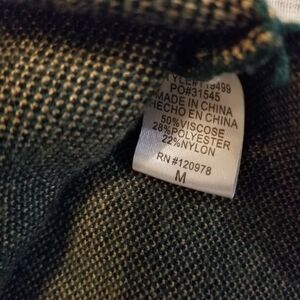 PO#31545
MADE IN CHINA
HECHO EN CHINA
50%VISCOSE
28%POLYESTER
22%NYLON
RN #120978
M